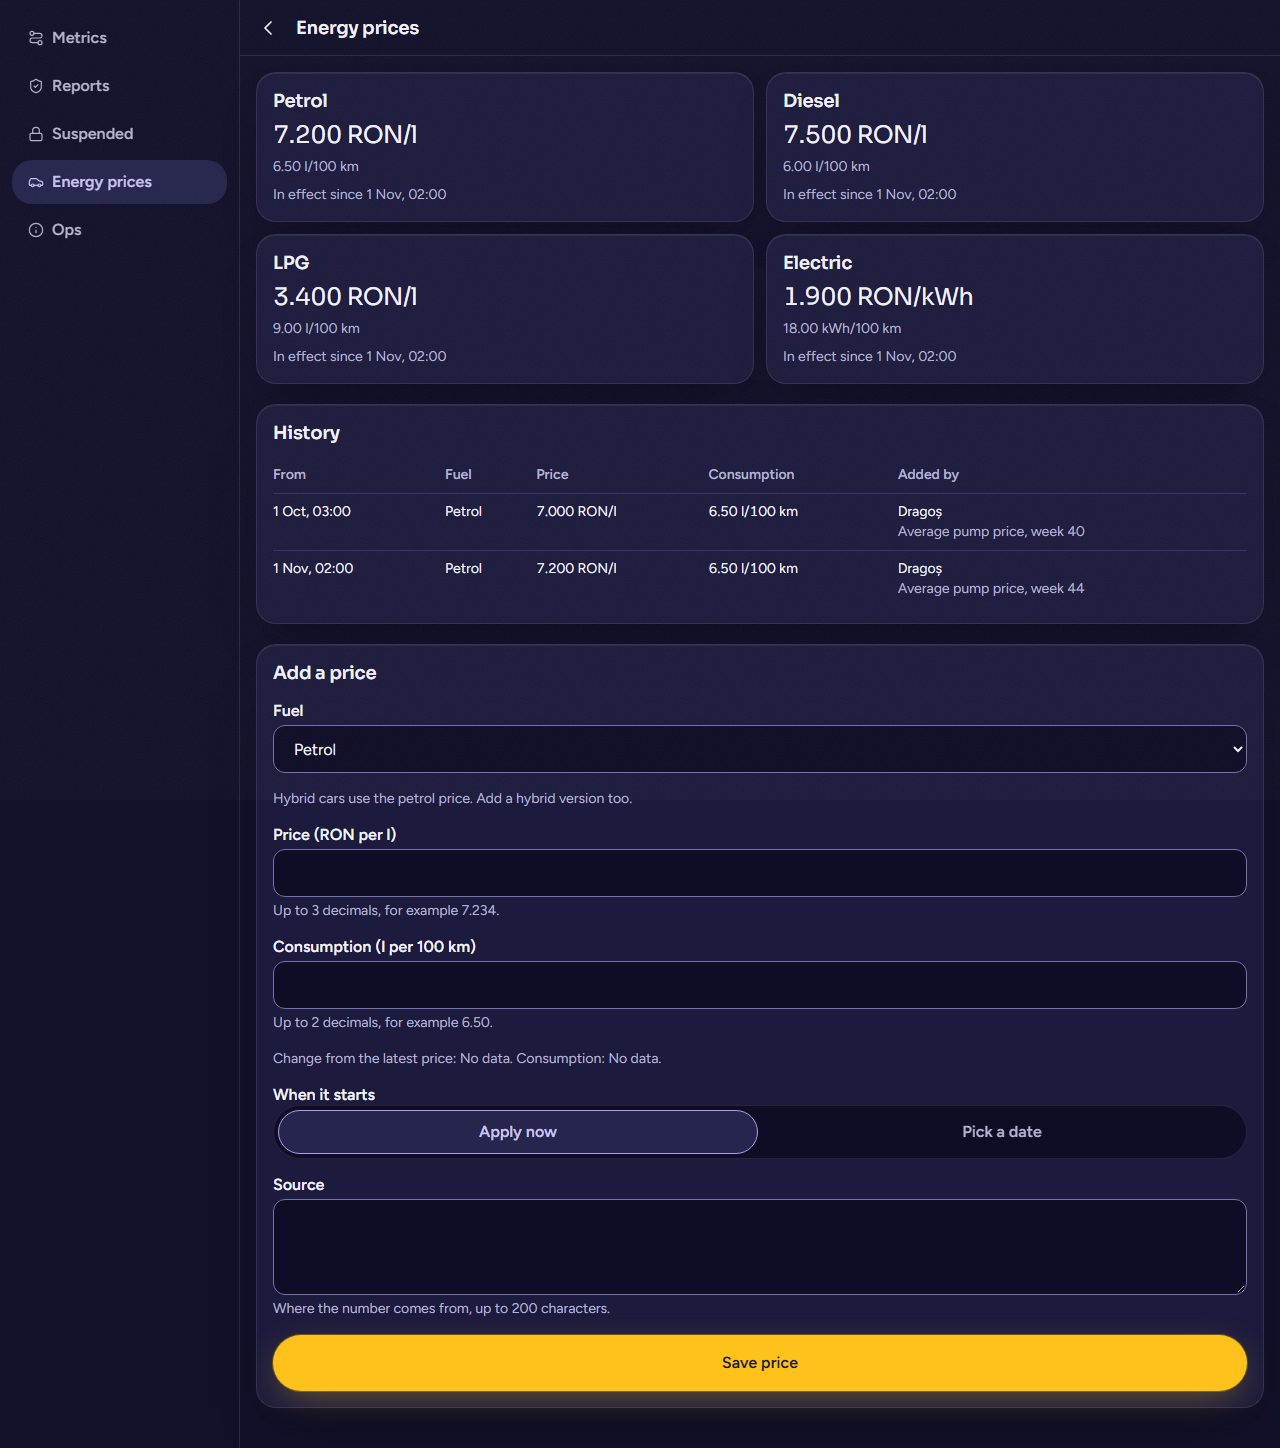 Metrics
Reports
Suspended
Energy prices
Ops
Energy prices
Petrol
7.200 RON/l
6.50 l/100 km
In effect since 1 Nov, 02:00
Diesel
7.500 RON/l
6.00 l/100 km
In effect since 1 Nov, 02:00
LPG
3.400 RON/l
9.00 l/100 km
In effect since 1 Nov, 02:00
Electric
1.900 RON/kWh
18.00 kWh/100 km
In effect since 1 Nov, 02:00
History
From Fuel Price Consumption Added by
1 Oct, 03:00 Petrol 7.000 RON/l 6.50 l/100 km Dragoș
Average pump price, week 40
1 Nov, 02:00 Petrol 7.200 RON/l 6.50 l/100 km Dragoș
Average pump price, week 44
Add a price
Fuel
Petrol
Hybrid cars use the petrol price. Add a hybrid version too.
Price (RON per l)
Up to 3 decimals, for example 7.234.
Consumption (l per 100 km)
Up to 2 decimals, for example 6.50.
Change from the latest price: No data. Consumption: No data.
When it starts
Apply now Pick a date
Source
Where the number comes from, up to 200 characters.
Save price